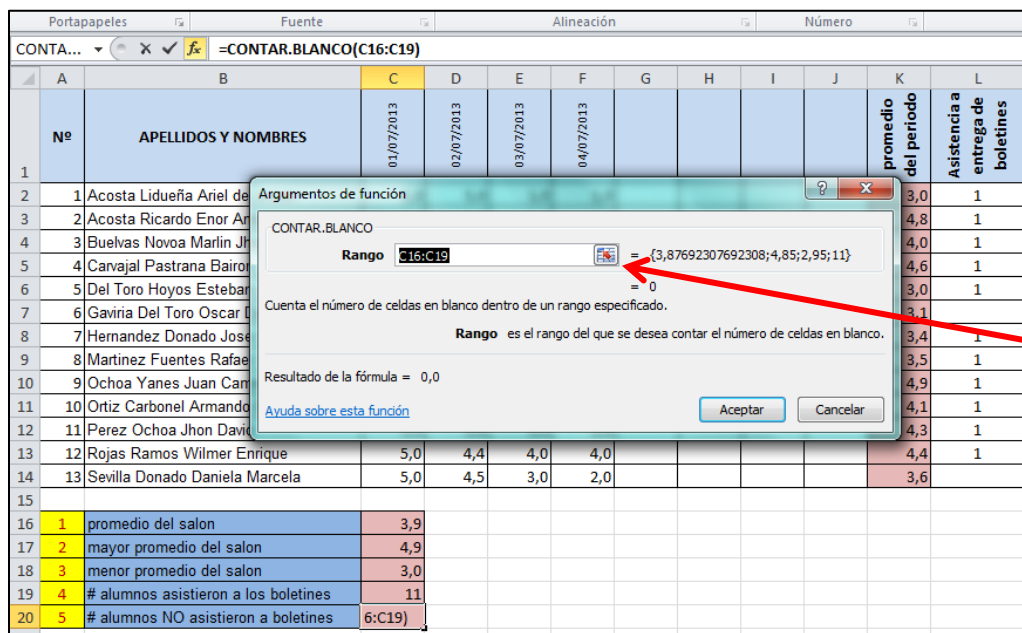 Portapapeles Fuente Alineación Número
CONTA... fx =CONTAR.BLANCO(C16:C19)
A B C D E F G H I J K L
1 Nº APELLIDOS Y NOMBRES 01/07/2013 02/07/2013 03/07/2013 04/07/2013 promedio del periodo Asistencia a entrega de boletines
2 1 Acosta Lidueña Ariel de 3,0 1
3 2 Acosta Ricardo Enor 4,8 1
4 3 Buelvas Novoa Marlin 4,0 1
5 4 Carvajal Pastrana 4,6 1
6 5 Del Toro Hoyos Esteban 3,0 1
7 6 Gaviria Del Toro Oscar 3,1
8 7 Hernandez Donado Jose 3,4 1
9 8 Martinez Fuentes 3,5 1
10 9 Ochoa Yanes Juan 4,9 1
11 10 Ortiz Carbonel Armando 4,1 1
12 11 Perez Ochoa Jhon 4,3 1
13 12 Rojas Ramos Wilmer Enrique 5,0 4,4 4,0 4,0 4,4 1
14 13 Sevilla Donado Daniela Marcela 5,0 4,5 3,0 2,0 3,6
15
16 1 promedio del salon 3,9
17 2 mayor promedio del salon 4,9
18 3 menor promedio del salon 3,0
19 4 # alumnos asistieron a los boletines 11
20 5 # alumnos NO asistieron a boletines 6:C19)
Argumentos de función
CONTAR.BLANCO
Rango C16:C19 = {3,87692307692308;4,85;2,95;11}
= 0
Cuenta el número de celdas en blanco dentro de un rango especificado.
Rango es el rango del que se desea contar el número de celdas en blanco.
Resultado de la fórmula = 0,0
Ayuda sobre esta función Aceptar Cancelar